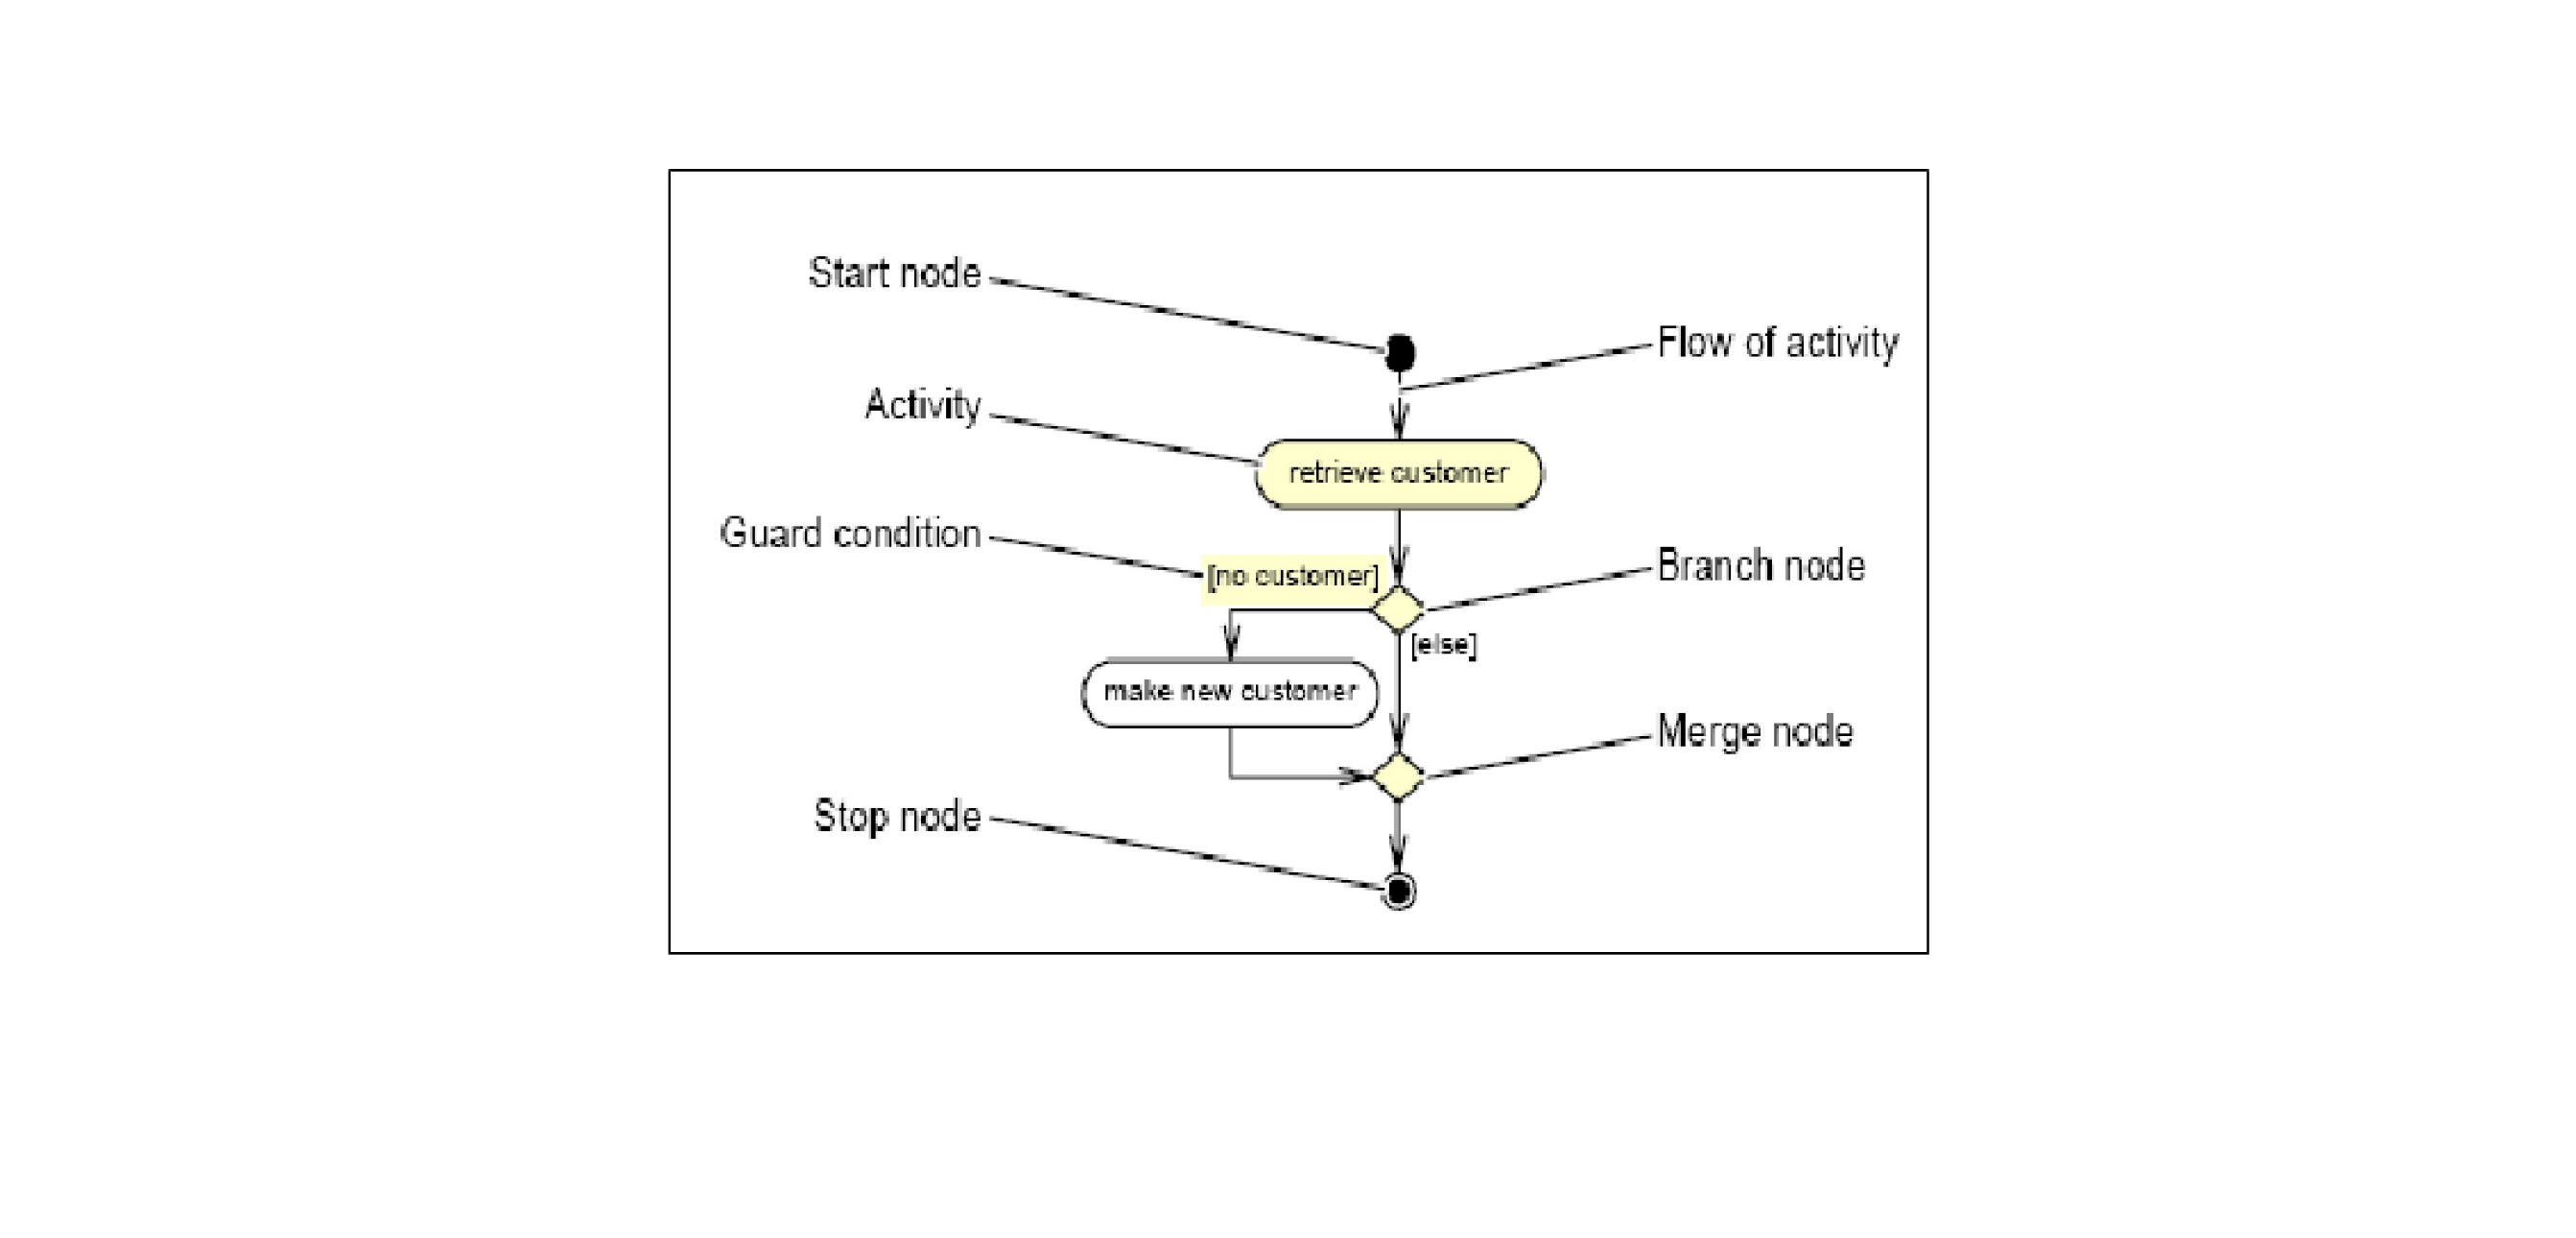 Start node
Flow of activity
Activity
retrieve customer
Guard condition
[no customer]
Branch node
[else]
make new customer
Merge node
Stop node